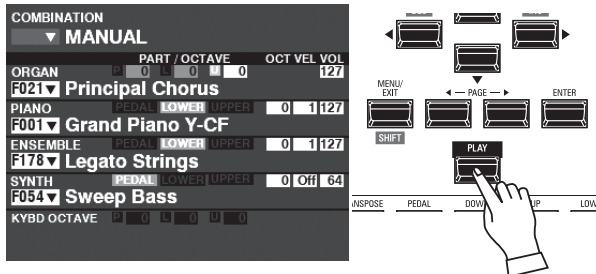 COMBINATION
▼ MANUAL
PART / OCTAVE OCT VEL VOL
ORGAN P 0 L 0 U 0 127
F021▼ Principal Chorus
PIANO PEDAL LOWER UPPER 0 1 127
F001▼ Grand Piano Y-CF
ENSEMBLE PEDAL LOWER UPPER 0 1 127
F178▼ Legato Strings
SYNTH PEDAL LOWER UPPER 0 Off 64
F054▼ Sweep Bass
KYBD OCTAVE P 0 L 0 U 0
MENU/
EXIT
PAGE
ENTER
SHIFT
PLAY
NSPOSE PEDAL DOW UP LOW